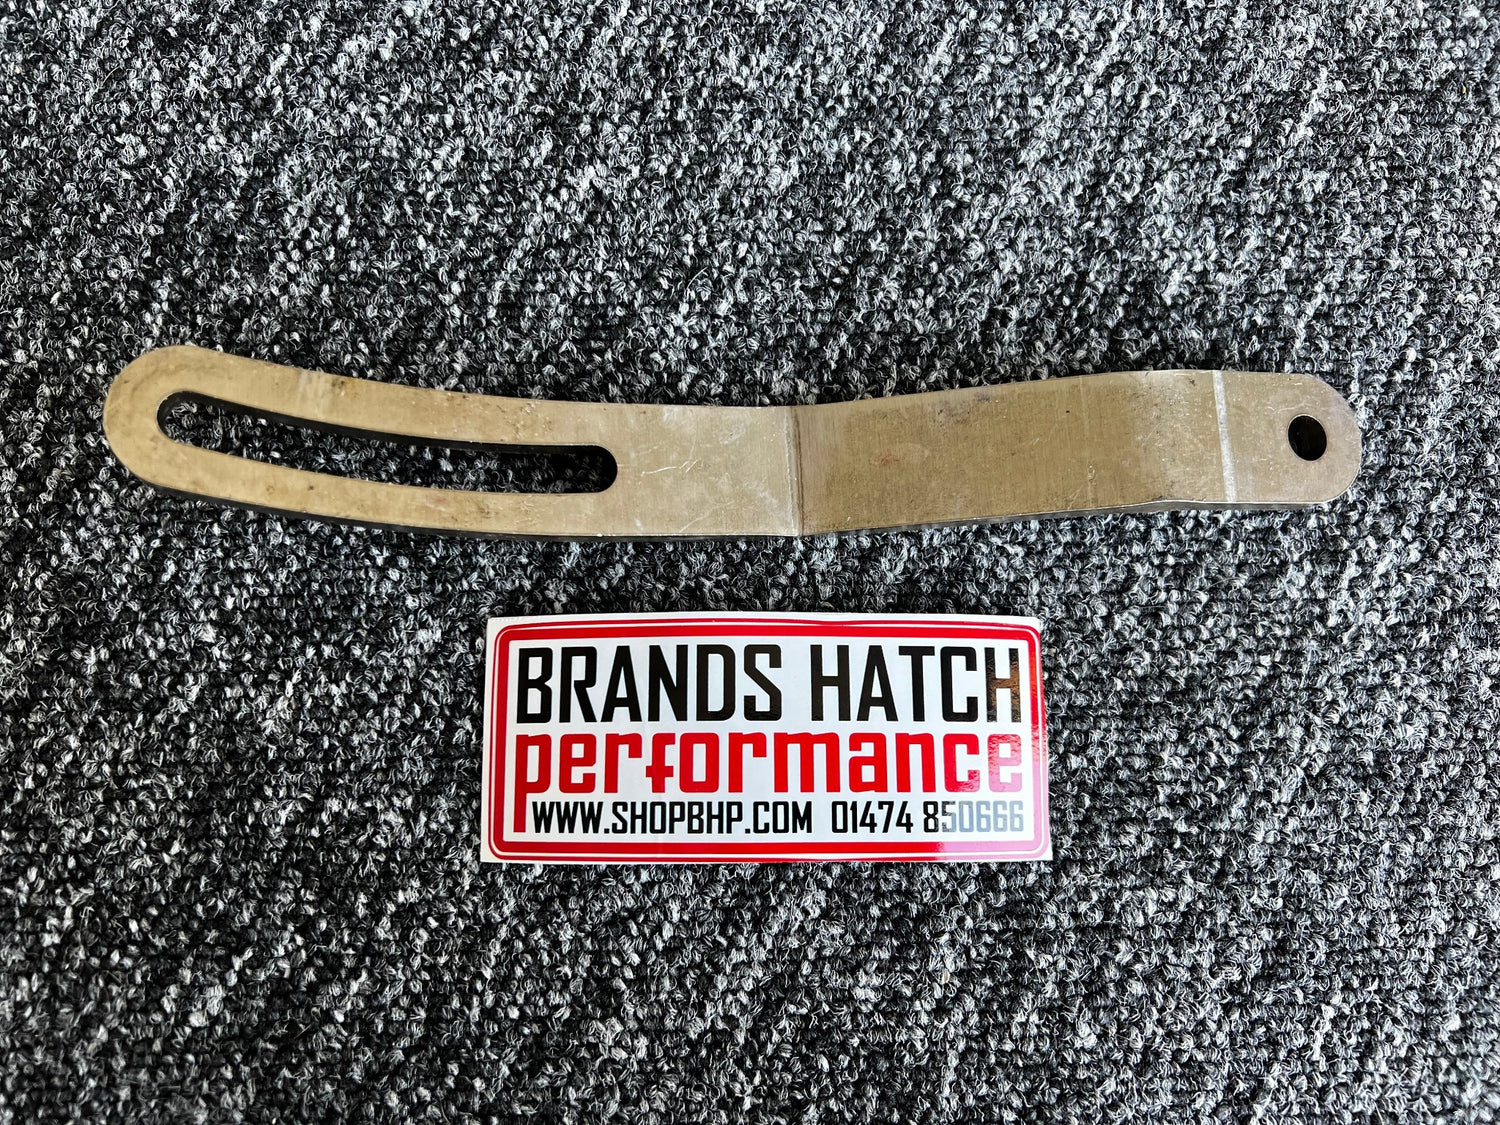 BRANDS HATCH
performance
WWW.SHOPBHP.COM 01474 850666